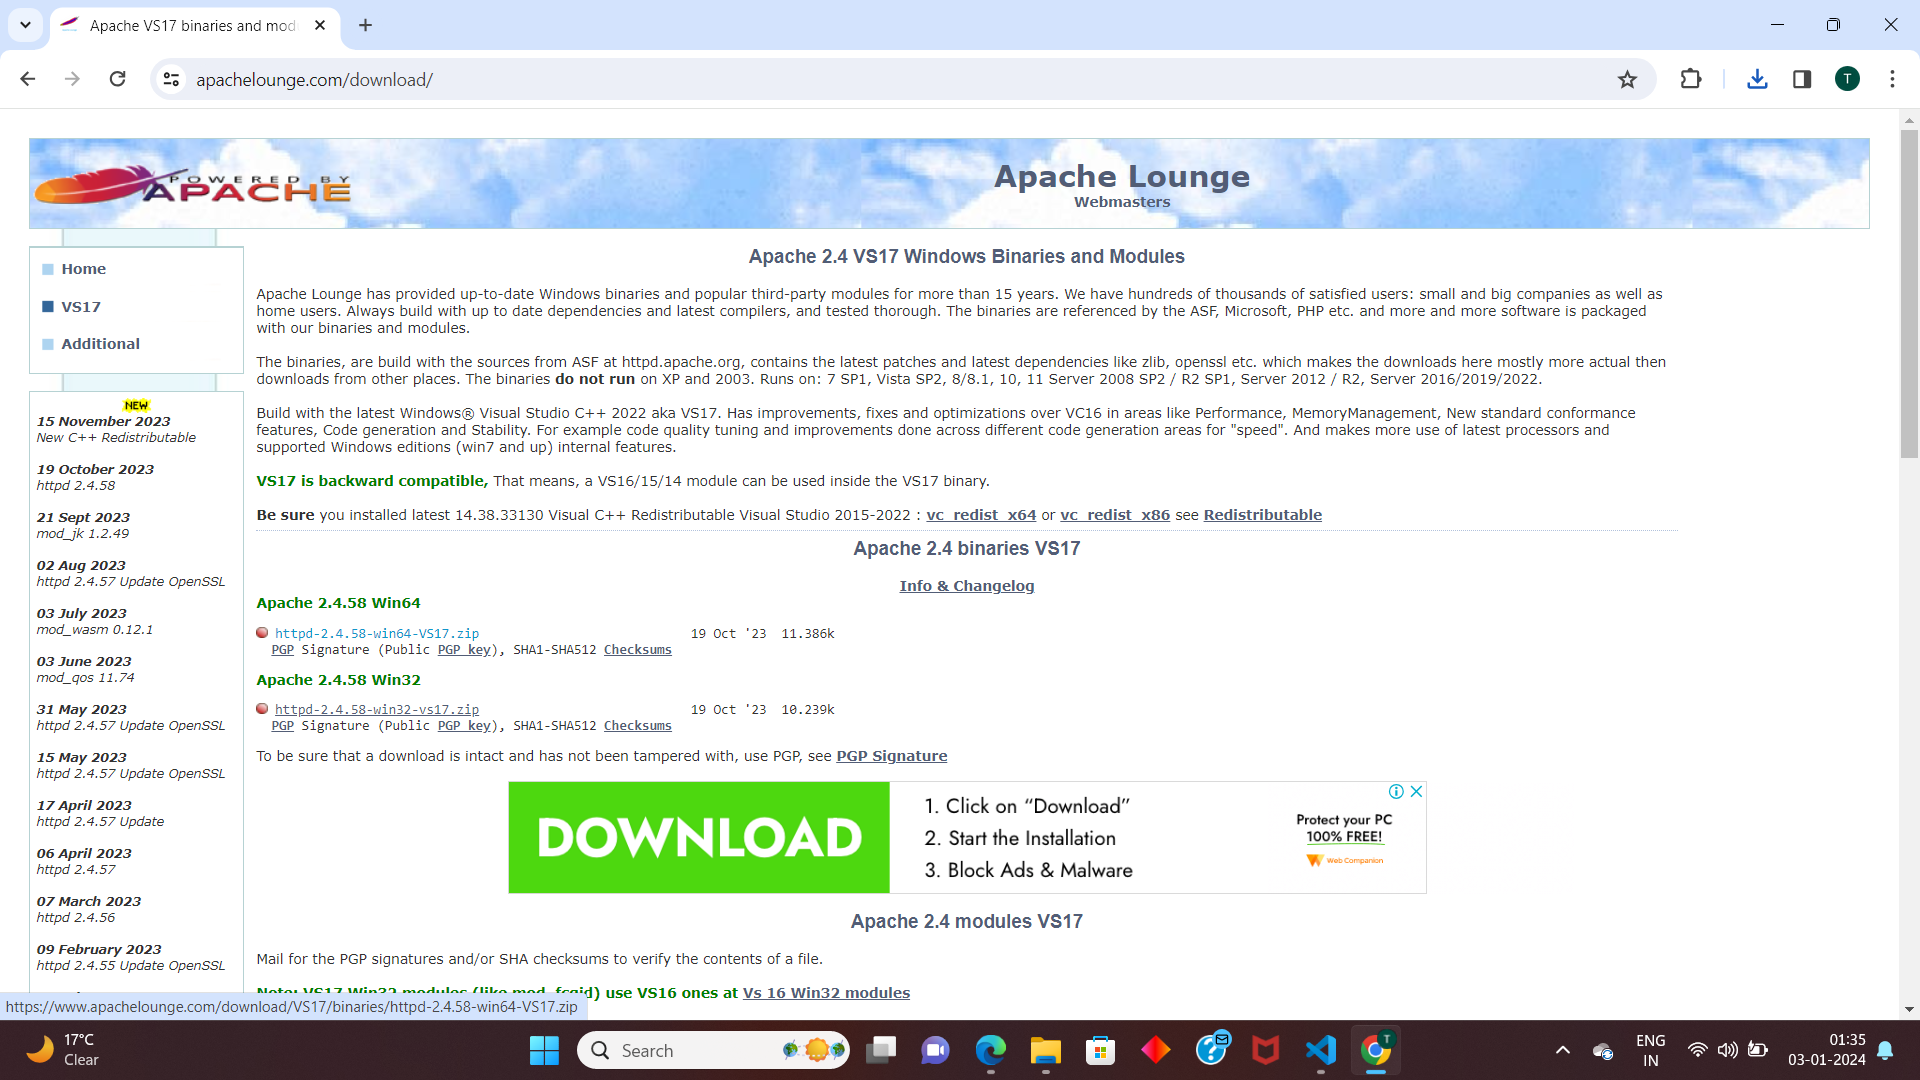 Apache VS17 binaries and mod
apachelounge.com/download/
T
POWERED BY
APACHE
Apache Lounge
Webmasters
Home
VS17
Additional
NEW
15 November 2023
New C++ Redistributable
19 October 2023
httpd 2.4.58
21 Sept 2023
mod_jk 1.2.49
02 Aug 2023
httpd 2.4.57 Update OpenSSL
03 July 2023
mod_wasm 0.12.1
03 June 2023
mod_qos 11.74
31 May 2023
httpd 2.4.57 Update OpenSSL
15 May 2023
httpd 2.4.57 Update OpenSSL
17 April 2023
httpd 2.4.57 Update
06 April 2023
httpd 2.4.57
07 March 2023
httpd 2.4.56
09 February 2023
httpd 2.4.55 Update OpenSSL
Apache 2.4 VS17 Windows Binaries and Modules
Apache Lounge has provided up-to-date Windows binaries and popular third-party modules for more than 15 years. We have hundreds of thousands of satisfied users: small and big companies as well as
home users. Always build with up to date dependencies and latest compilers, and tested thorough. The binaries are referenced by the ASF, Microsoft, PHP etc. and more and more software is packaged
with our binaries and modules.
The binaries, are build with the sources from ASF at httpd.apache.org, contains the latest patches and latest dependencies like zlib, openssl etc. which makes the downloads here mostly more actual then
downloads from other places. The binaries do not run on XP and 2003. Runs on: 7 SP1, Vista SP2, 8/8.1, 10, 11 Server 2008 SP2 / R2 SP1, Server 2012 / R2, Server 2016/2019/2022.
Build with the latest Windows® Visual Studio C++ 2022 aka VS17. Has improvements, fixes and optimizations over VC16 in areas like Performance, MemoryManagement, New standard conformance
features, Code generation and Stability. For example code quality tuning and improvements done across different code generation areas for "speed". And makes more use of latest processors and
supported Windows editions (win7 and up) internal features.
VS17 is backward compatible, That means, a VS16/15/14 module can be used inside the VS17 binary.
Be sure you installed latest 14.38.33130 Visual C++ Redistributable Visual Studio 2015-2022 : vc_redist_x64 or vc_redist_x86 see Redistributable
Apache 2.4 binaries VS17
Info & Changelog
Apache 2.4.58 Win64
httpd-2.4.58-win64-VS17.zip 19 Oct '23 11.386k
PGP Signature (Public PGP key), SHA1-SHA512 Checksums
Apache 2.4.58 Win32
httpd-2.4.58-win32-vs17.zip 19 Oct '23 10.239k
PGP Signature (Public PGP key), SHA1-SHA512 Checksums
To be sure that a download is intact and has not been tampered with, use PGP, see PGP Signature
DOWNLOAD
1. Click on “Download”
2. Start the Installation
3. Block Ads & Malware
Protect your PC
100% FREE!
Web Companion
Apache 2.4 modules VS17
Mail for the PGP signatures and/or SHA checksums to verify the contents of a file.
Note: VS17 Win32 modules (like mod_fcgid) use VS16 ones at Vs 16 Win32 modules
https://www.apachelounge.com/download/VS17/binaries/httpd-2.4.58-win64-VS17.zip
17°C
Clear
Search
T
ENG
IN
01:35
03-01-2024